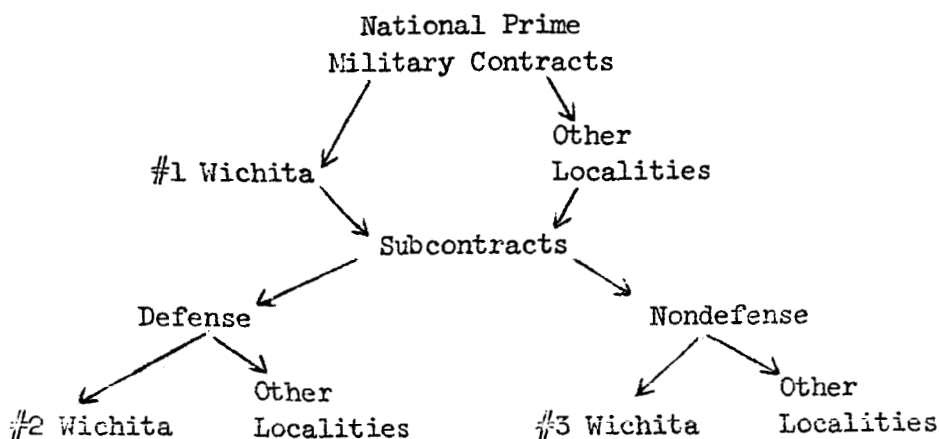 National Prime
Military Contracts
Other
#1 Wichita
Localities
Subcontracts
Defense
Nondefense
Other
Other
#2 Wichita
Localities
#3 Wichita
Localities